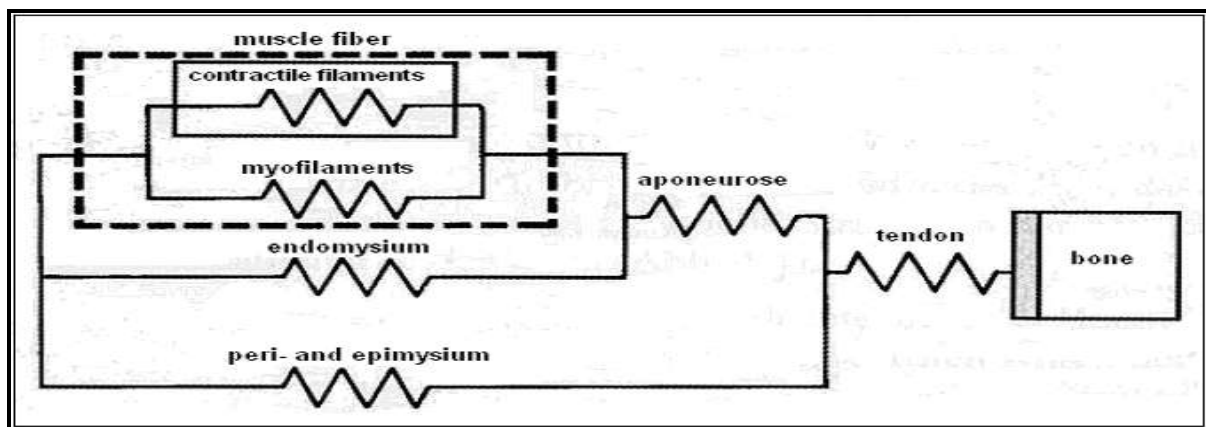 muscle fiber
contractile filaments
myofilaments
aponeurose
endomysium
tendon
bone
peri- and epimysium